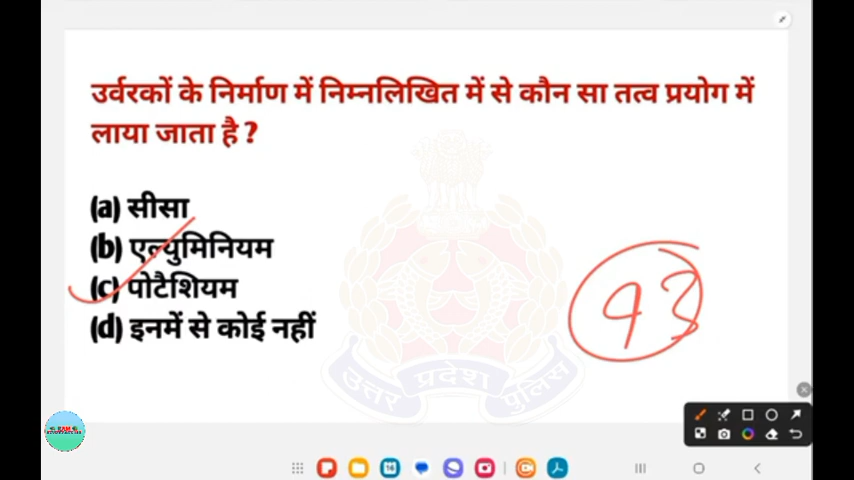 उर्वरकों के निर्माण में निम्नलिखित में से कौन सा तत्व प्रयोग में
लाया जाता है ?
(a) सीसा
(b) एल्युमिनियम
(c) पोटैशियम
(d) इनमें से कोई नहीं
93
उत्तर प्रदेश पुलिस